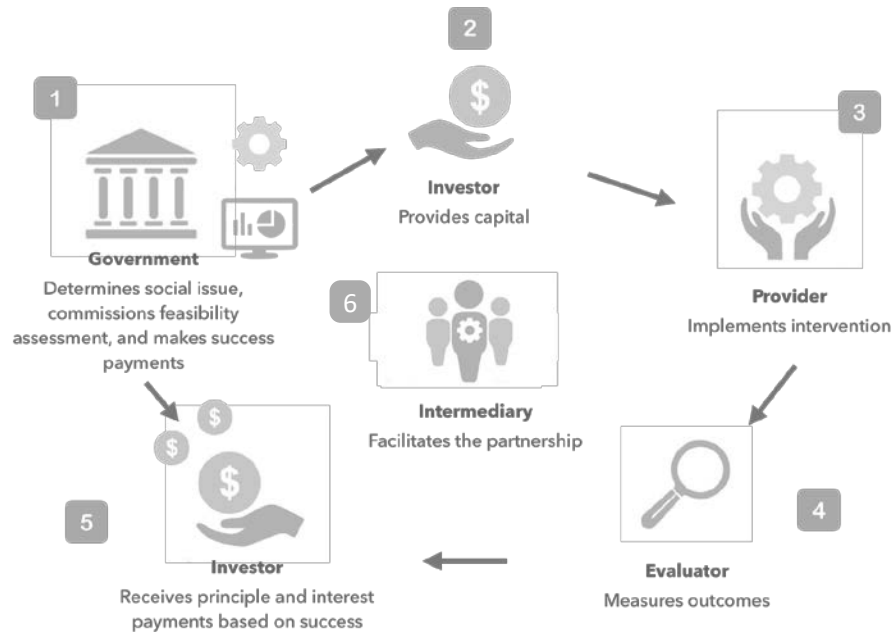 1
Government
Determines social issue,
commissions feasibility
assessment, and makes success
payments
2
$
Investor
Provides capital
3
Provider
Implements intervention
4
Evaluator
Measures outcomes
5
$
$
$
Investor
Receives principle and interest
payments based on success
6
Intermediary
Facilitates the partnership